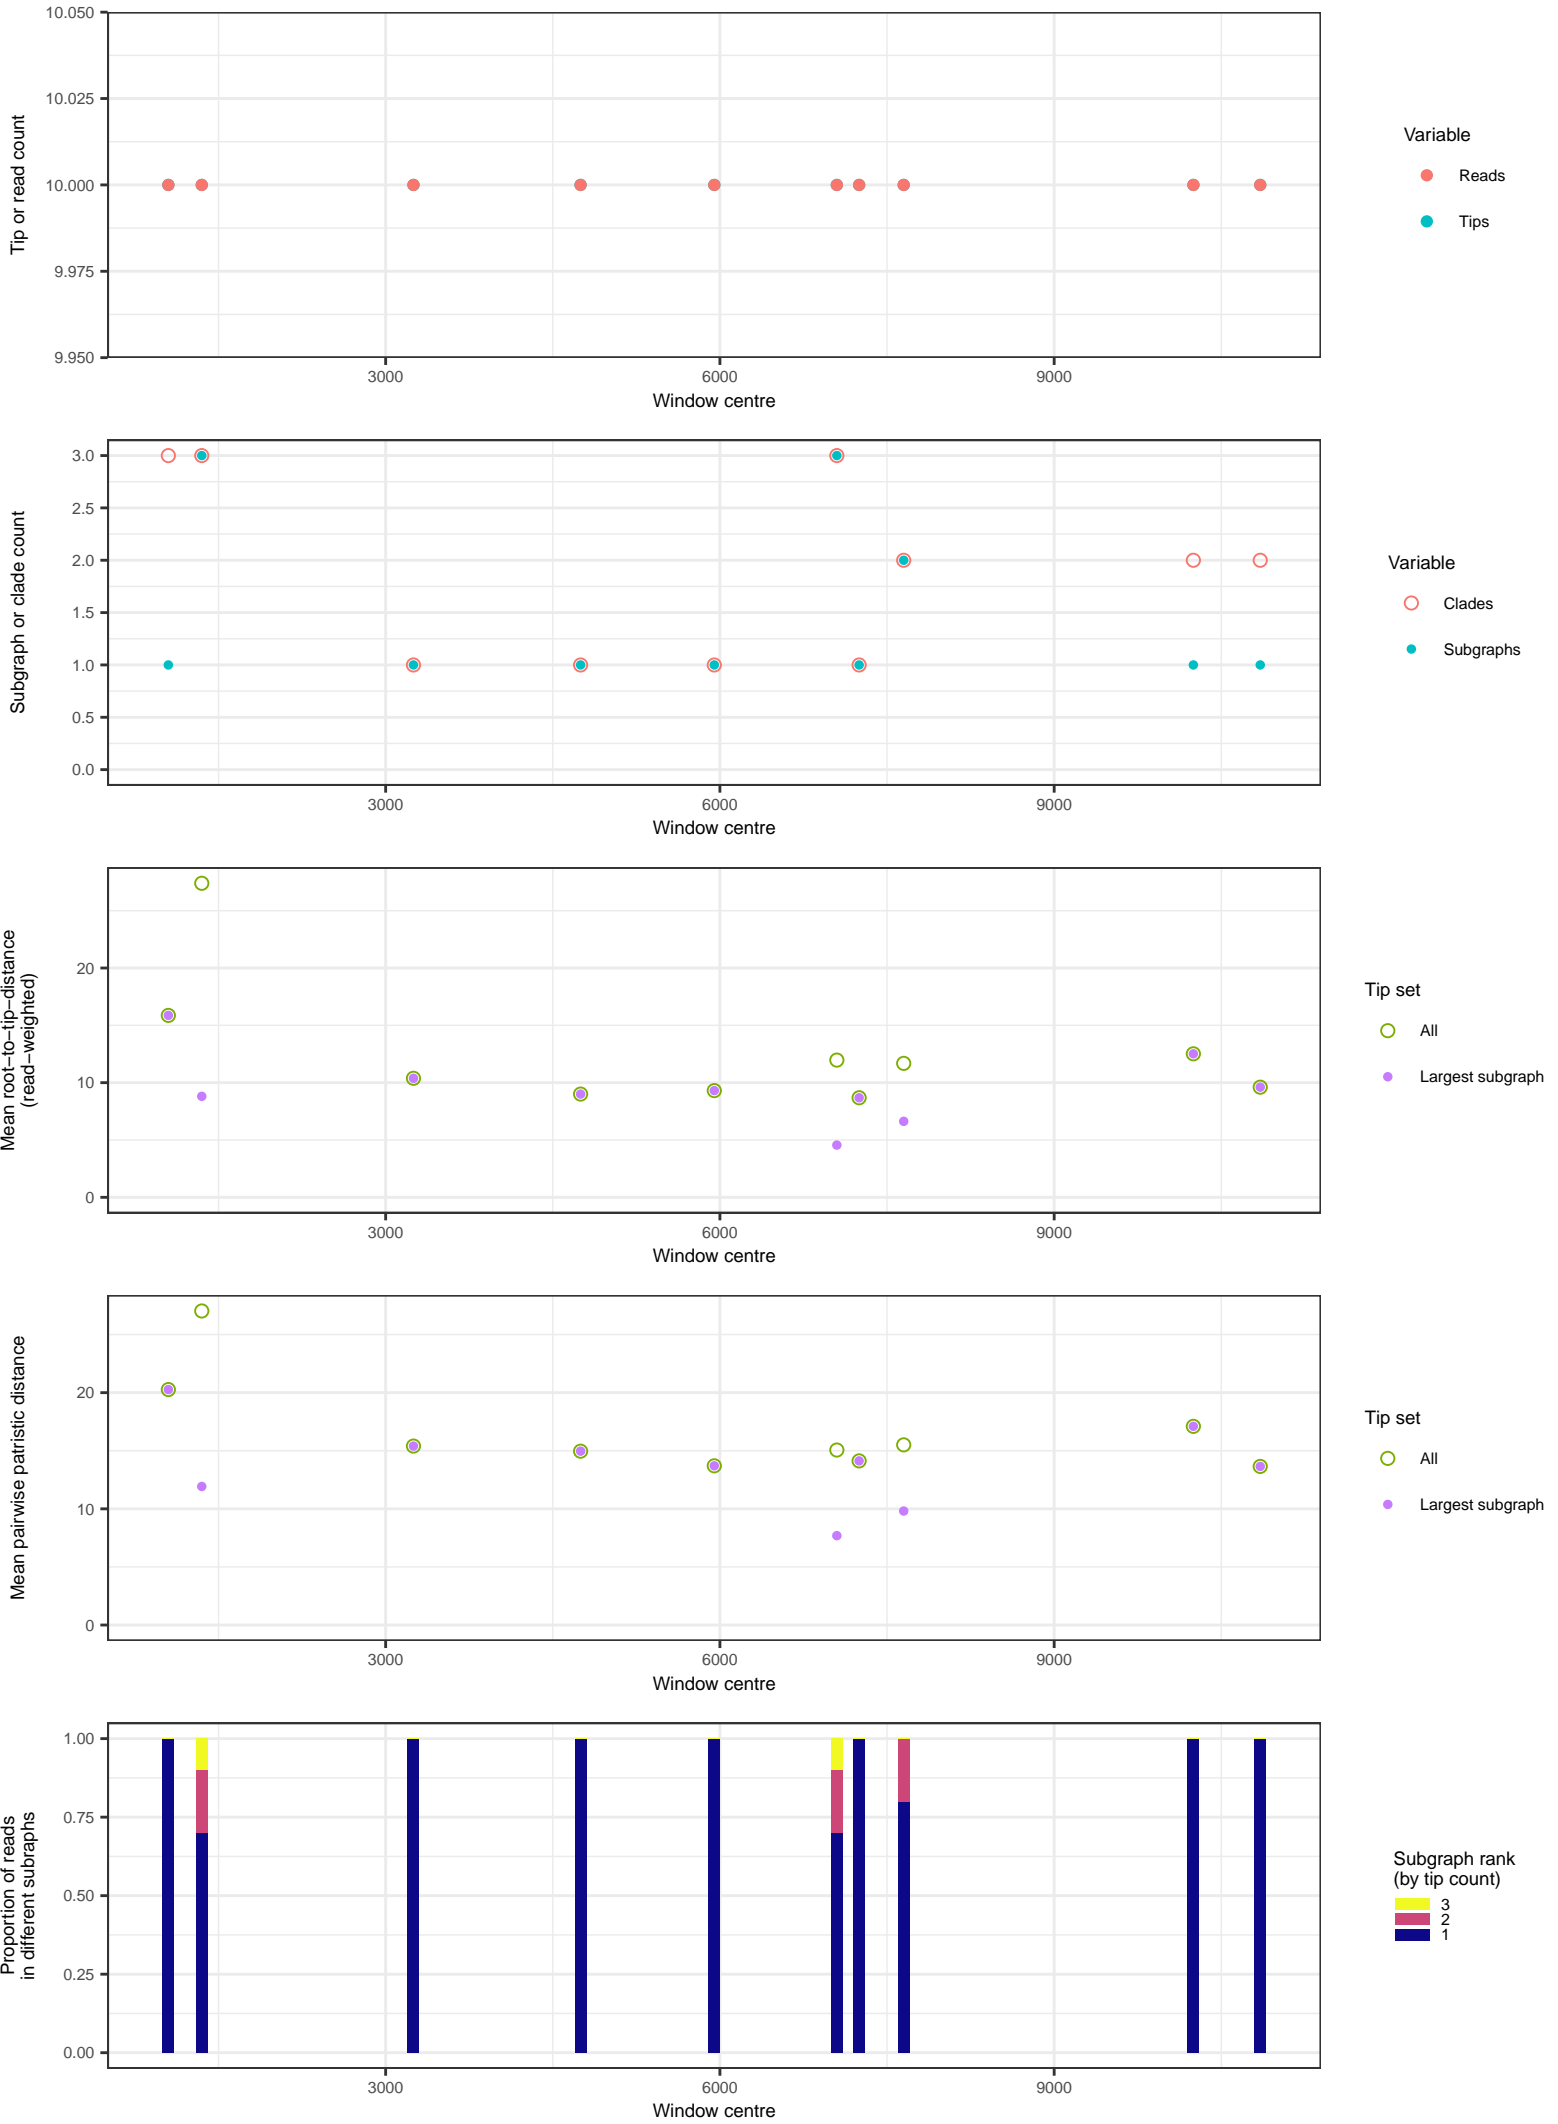 10.050
10.025
10.000
9.975
9.950
Tip or read count
3000 6000 9000
Window centre
Variable
Reads
Tips
3.0
2.5
2.0
1.5
1.0
0.5
0.0
Subgraph or clade count
3000 6000 9000
Window centre
Variable
Clades
Subgraphs
20
10
0
Mean root−to−tip−distance
(read−weighted)
3000 6000 9000
Window centre
Tip set
All
Largest subgraph
20
10
0
Mean pairwise patristic distance
3000 6000 9000
Window centre
Tip set
All
Largest subgraph
1.00
0.75
0.50
0.25
0.00
Proportion of reads
in different subraphs
3000 6000 9000
Window centre
Subgraph rank
(by tip count)
3
2
1